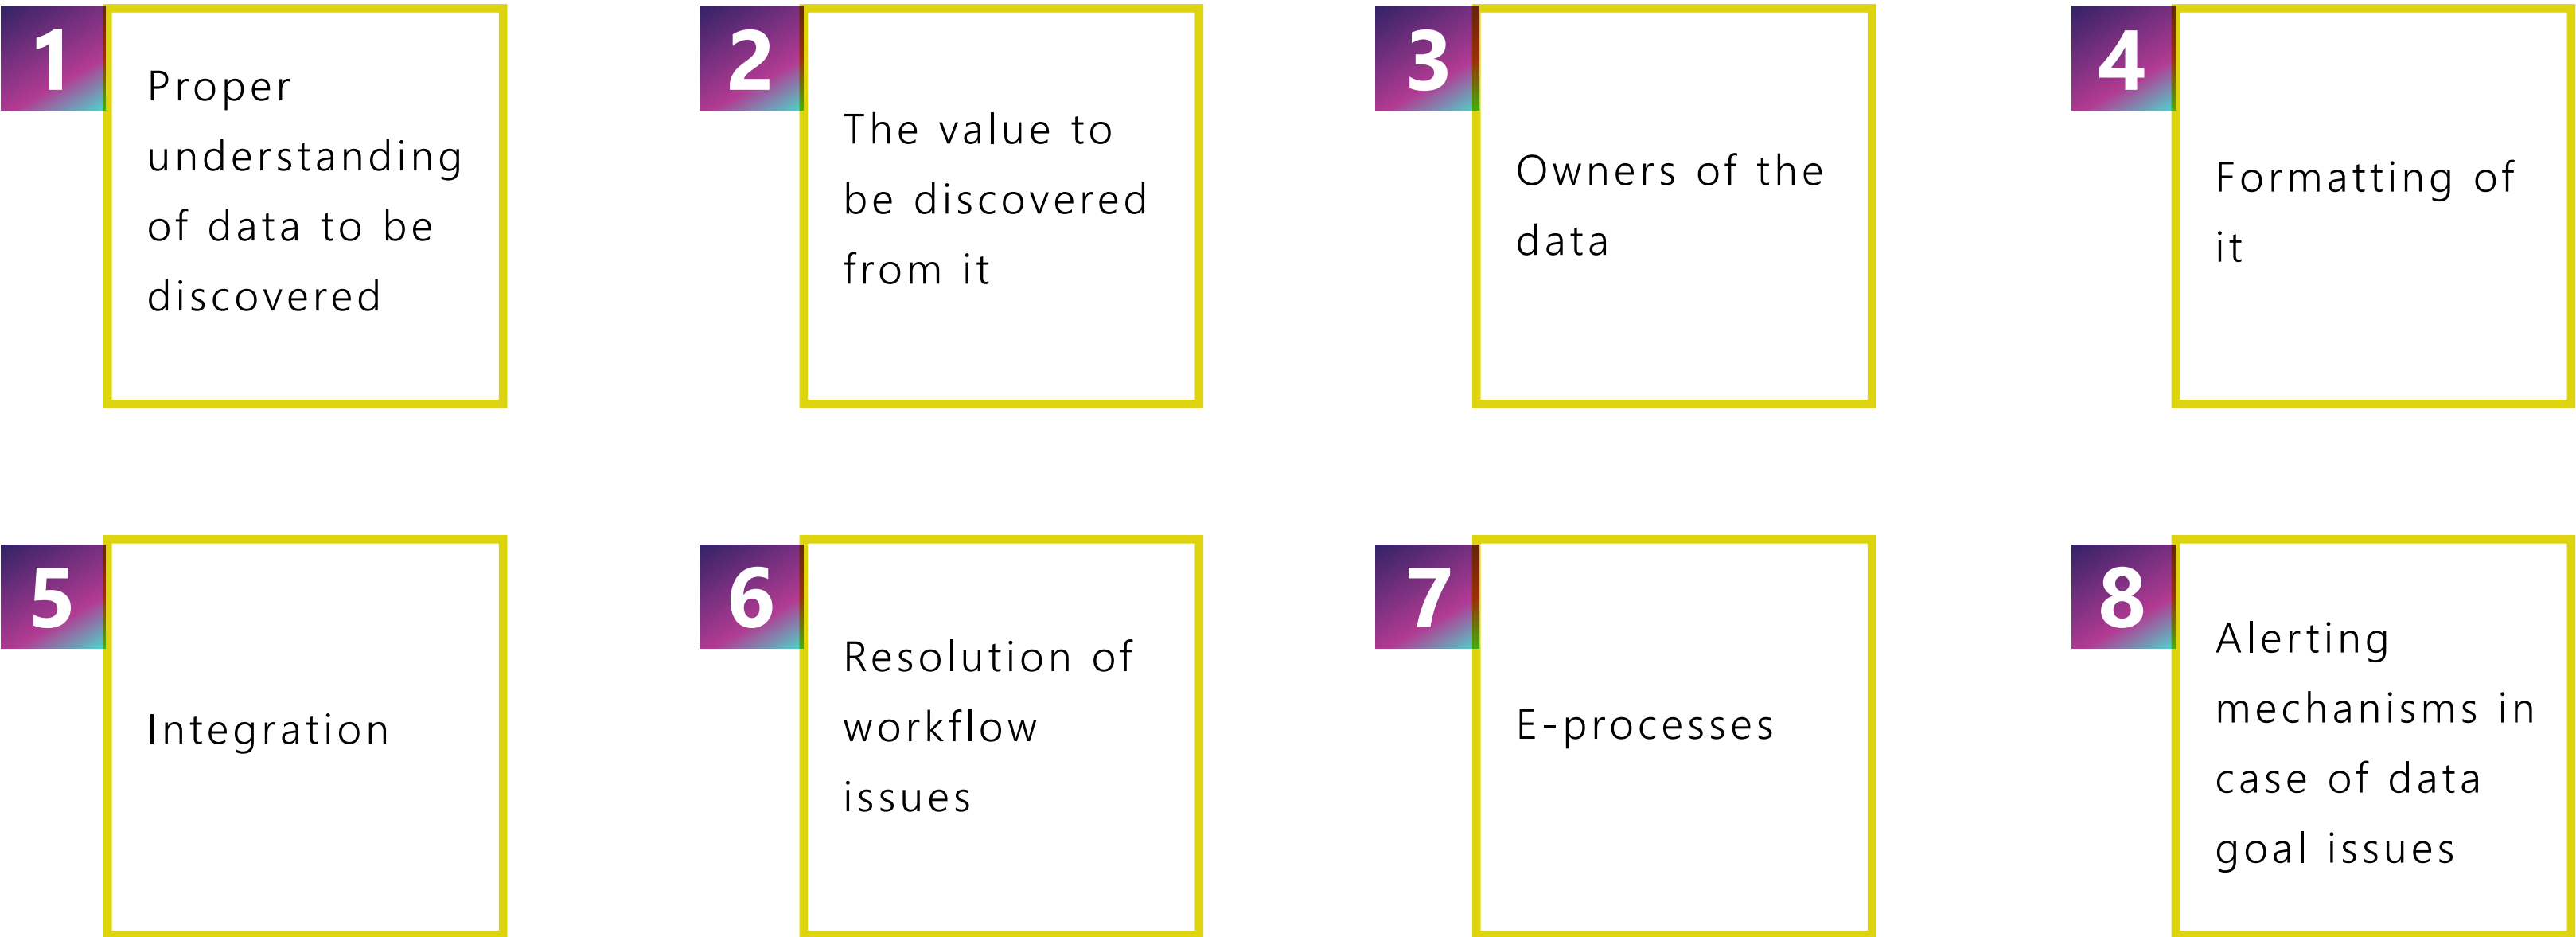 1
Proper
understanding
of data to be
discovered
2
The value to
be discovered
from it
3
Owners of the
data
4
Formatting of
it
5
Integration
6
Resolution of
workflow
issues
7
E-processes
8
Alerting
mechanisms in
case of data
goal issues